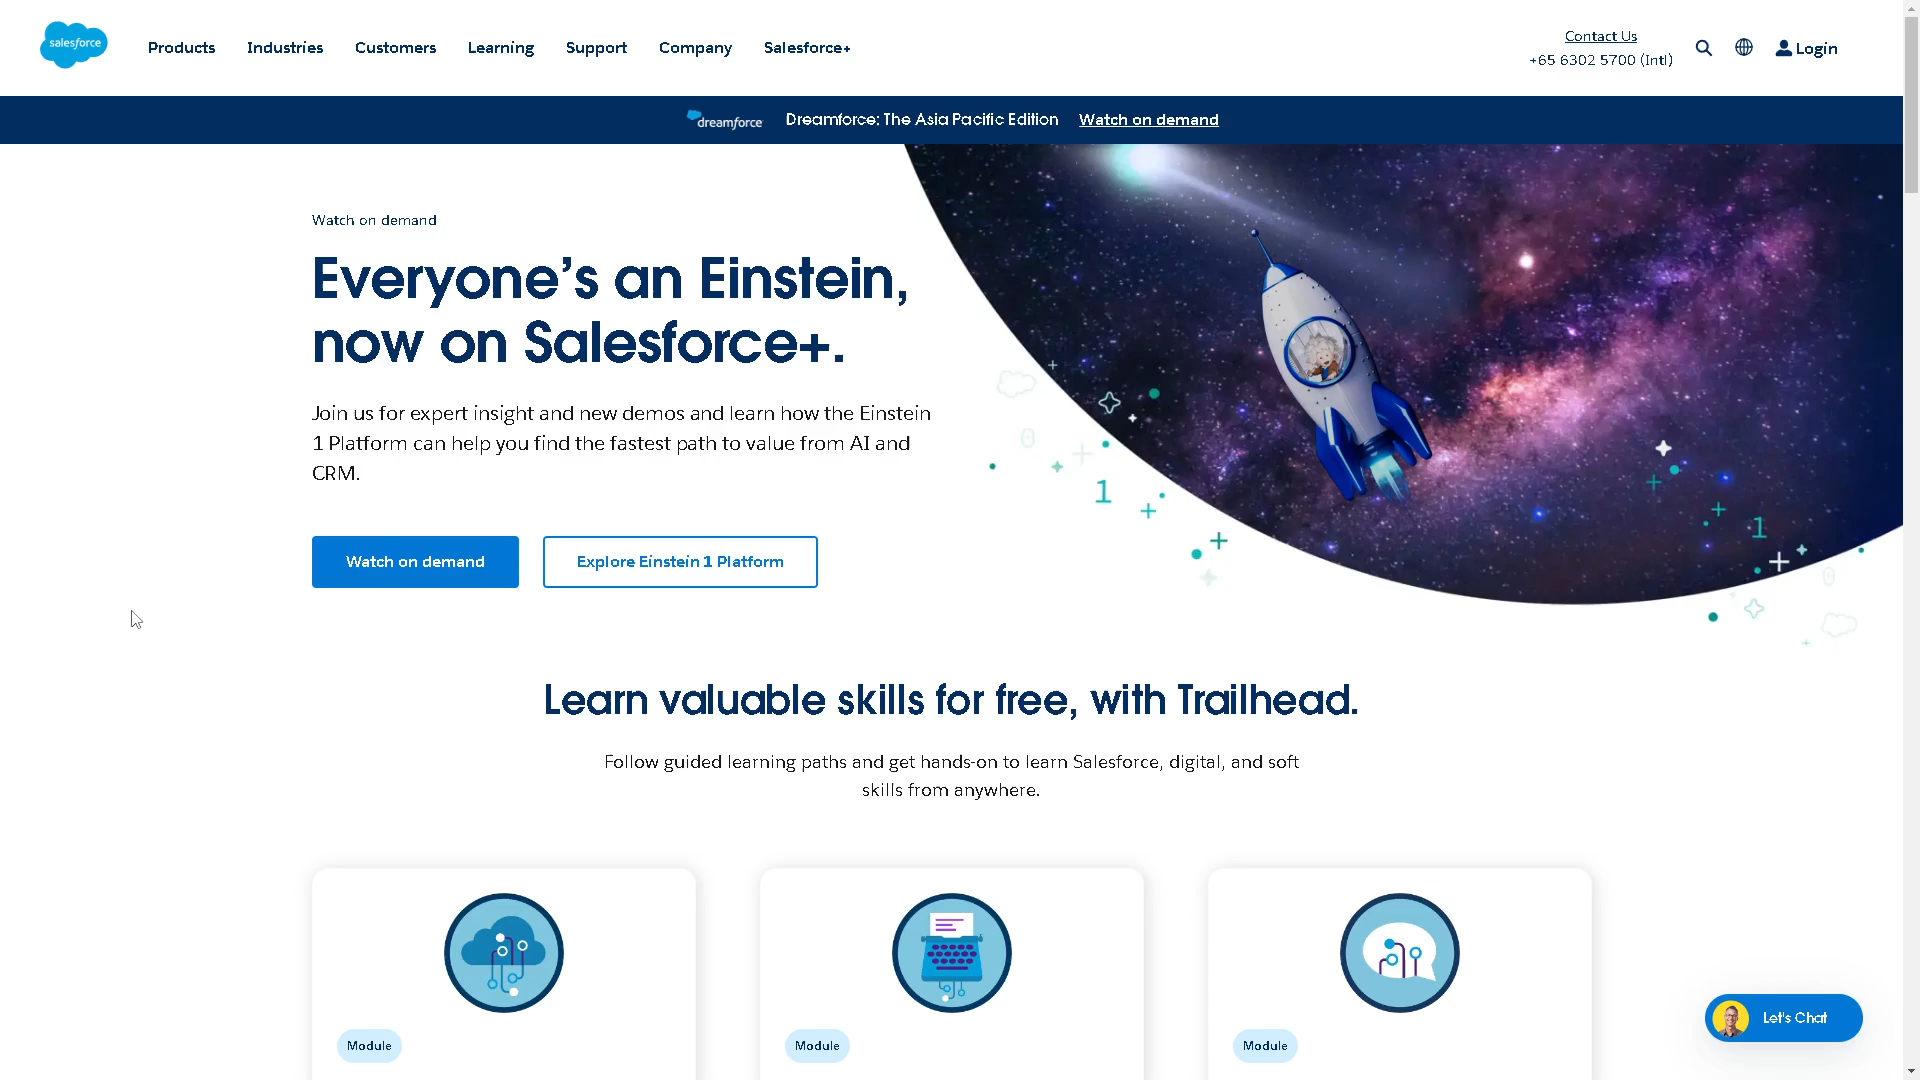 salesforce
Products
Industries
Customers
Learning
Support
Company
Salesforce+
Contact Us
+65 6302 5700 (Intl)
Login
dreamforce
Dreamforce: The Asia Pacific Edition
Watch on demand
Watch on demand
Everyone’s an Einstein,
now on Salesforce+.
Join us for expert insight and new demos and learn how the Einstein
1 Platform can help you find the fastest path to value from AI and
CRM.
Watch on demand
Explore Einstein 1 Platform
Learn valuable skills for free, with Trailhead.
Follow guided learning paths and get hands-on to learn Salesforce, digital, and soft
skills from anywhere.
Module
Module
Module
Let's Chat